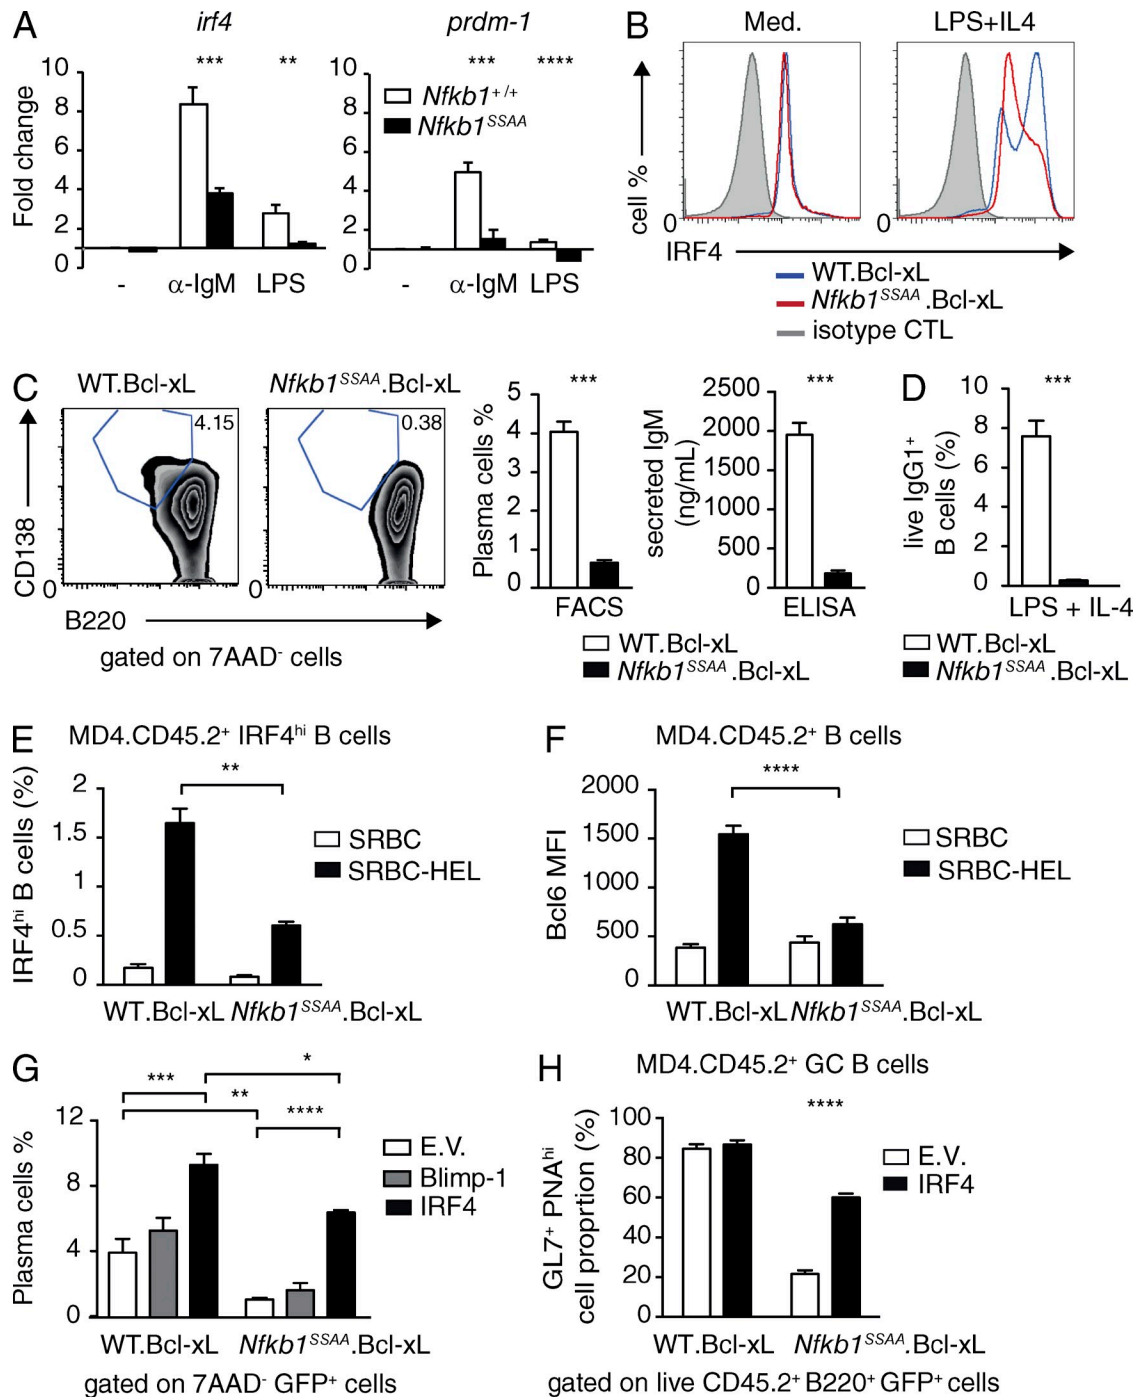 A
irf4
prdm-1
*** **
*** ****
Fold change
10
8
6
4
2
0
10
8
6
4
2
0
Nfkb1+/+
Nfkb1SSAA
- α-IgM LPS
- α-IgM LPS
B
Med.
LPS+IL4
cell %
0
0
IRF4
WT.Bcl-xL
Nfkb1SSAA.Bcl-xL
isotype CTL
C
WT.Bcl-xL
Nfkb1SSAA.Bcl-xL
4.15
0.38
CD138
0
0
B220
gated on 7AAD- cells
Plasma cells %
***
5
4
3
2
1
0
FACS
secreted IgM
(ng/mL)
***
2500
2000
1500
1000
500
0
ELISA
WT.Bcl-xL
Nfkb1SSAA.Bcl-xL
D
live IgG1+
B cells (%)
***
10
8
6
4
2
0
LPS + IL-4
WT.Bcl-xL
Nfkb1SSAA.Bcl-xL
E
MD4.CD45.2+ IRF4hi B cells
IRF4hi B cells (%)
**
2
1.5
1
0.5
0
SRBC
SRBC-HEL
WT.Bcl-xL Nfkb1SSAA.Bcl-xL
F
MD4.CD45.2+ B cells
Bcl6 MFI
****
2000
1500
1000
500
0
SRBC
SRBC-HEL
WT.Bcl-xL Nfkb1SSAA.Bcl-xL
G
*
***
**
****
Plasma cells %
12
8
4
0
E.V.
Blimp-1
IRF4
WT.Bcl-xL Nfkb1SSAA.Bcl-xL
gated on 7AAD- GFP+ cells
H
MD4.CD45.2+ GC B cells
GL7+ PNAhi
cell proprtion (%)
****
100
80
60
40
20
0
E.V.
IRF4
WT.Bcl-xL Nfkb1SSAA.Bcl-xL
gated on live CD45.2+ B220+ GFP+ cells